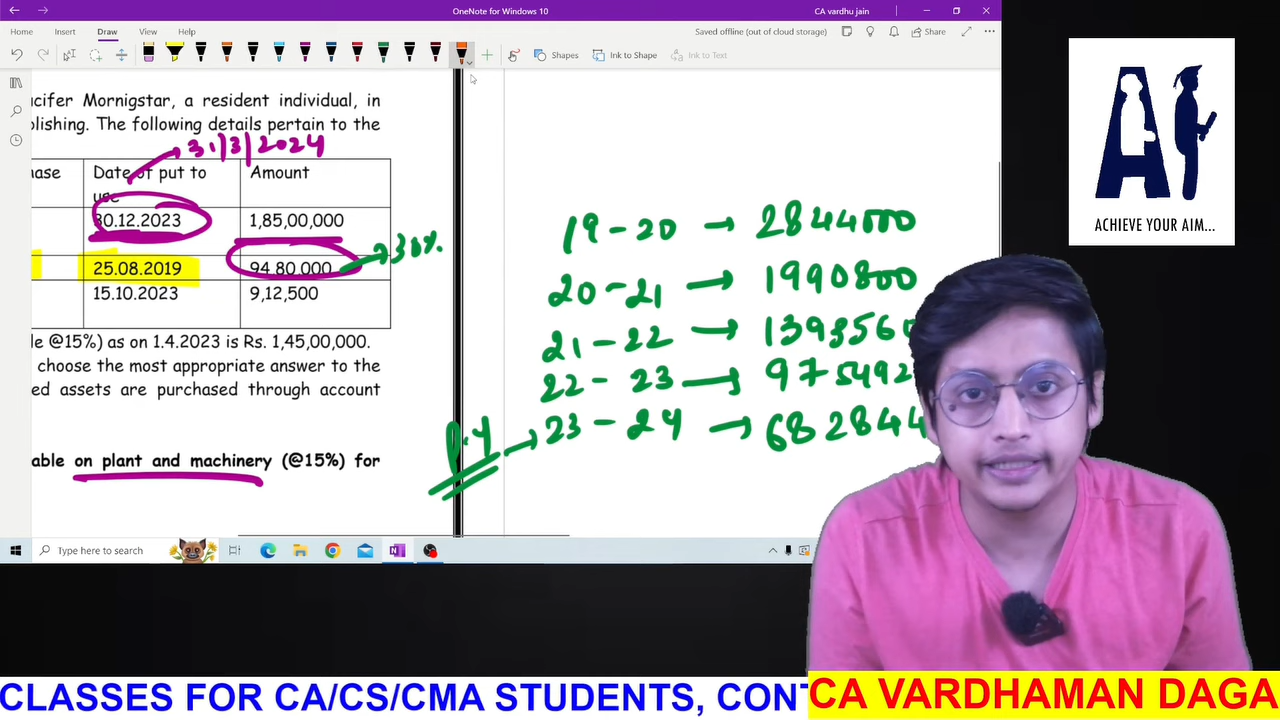 OneNote for Windows 10
CA vardhu jain
Home
Insert
Draw
View
Help
Saved offline (out of cloud storage)
Share
Shapes
Ink to Shape
Ink to Text
ucifer Mornigstar, a resident individual, in
olishing. The following details pertain to the
31/3/2024
hase
Date of put to
use
Amount
30.12.2023
1,85,00,000
25.08.2019
94,80,000
30%.
15.10.2023
9,12,500
le @15%) as on 1.4.2023 is Rs. 1,45,00,000.
choose the most appropriate answer to the
ed assets are purchased through account
able on plant and machinery (@15%) for
19-20 → 2844000
20-21 → 1990800
21-22 → 1393560
22-23 → 975492
P.Y → 23-24 → 682844
ACHIEVE YOUR AIM...
Type here to search
CLASSES FOR CA/CS/CMA STUDENTS, CONT
CA VARDHAMAN DAGA